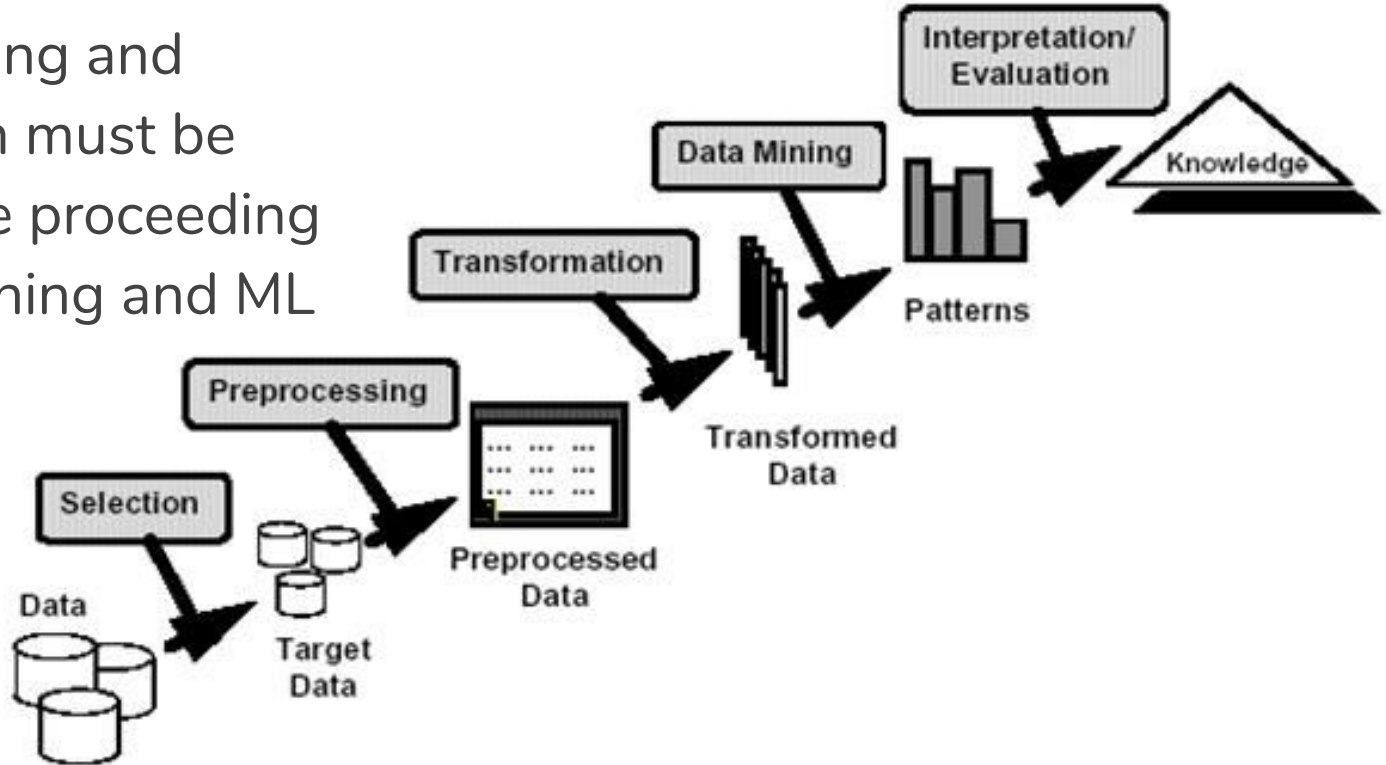 ing and
must be
proceeding
ning and ML
Interpretation/
Evaluation
Knowledge
Data Mining
Patterns
Transformation
Transformed
Data
Preprocessing
Preprocessed
Data
Selection
Target
Data
Data